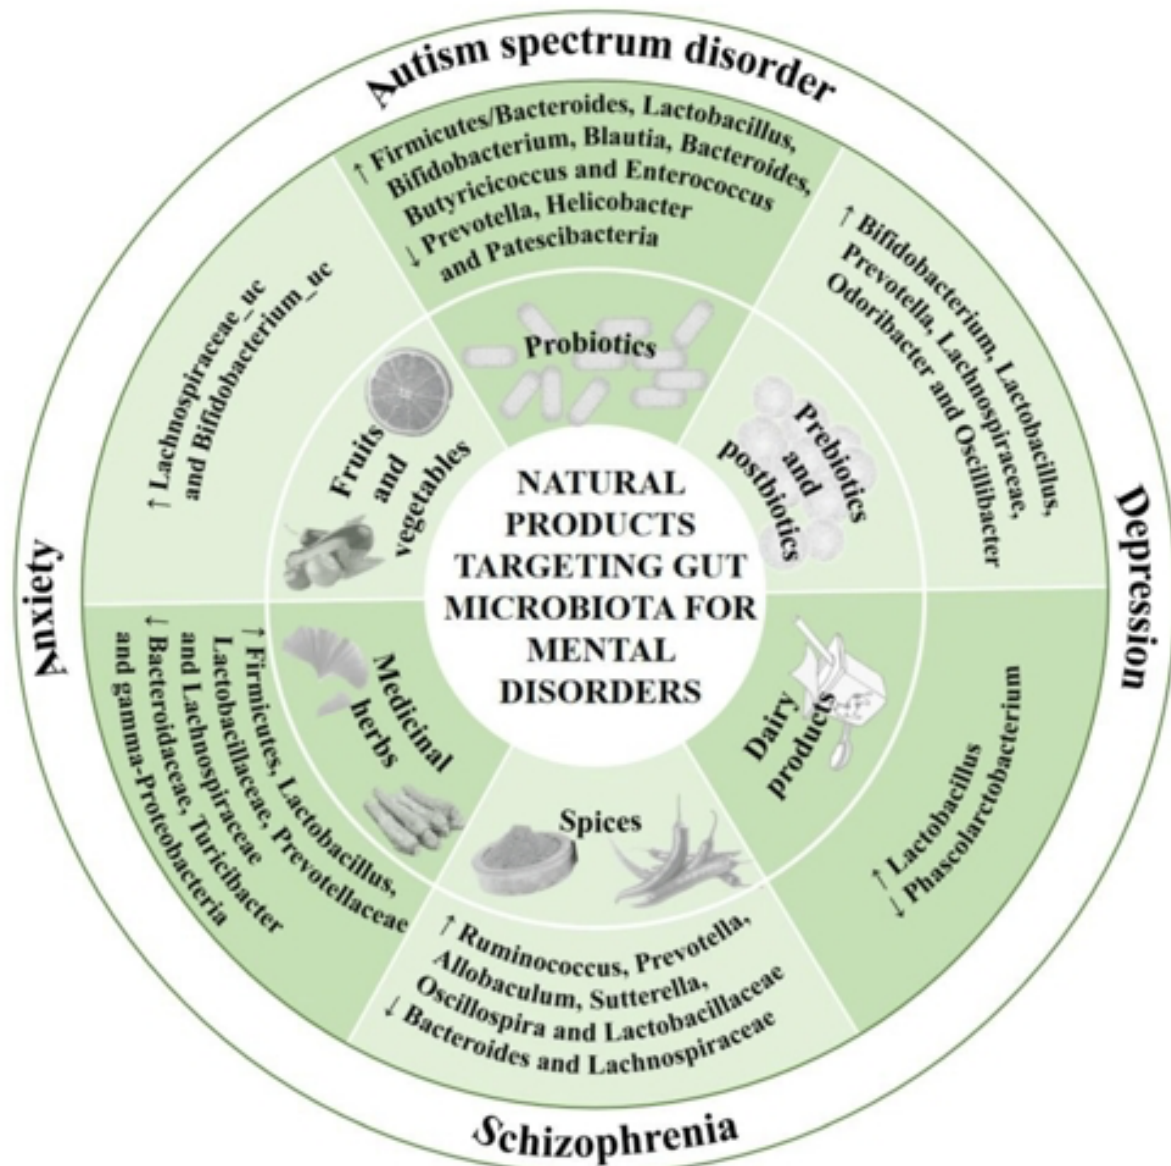 Autism spectrum disorder
↑ Firmicutes/Bacteroides, Lactobacillus,
Bifidobacterium, Blautia, Bacteroides,
Butyricicoccus and Enterococcus
↓ Prevotella, Helicobacter
and Patescibacteria
Probiotics
↑ Bifidobacterium, Lactobacillus,
Prevotella, Lachnospiraceae,
Odoribacter and Oscillibacter
Prebiotics
and
postbiotics
Depression
↑ Lactobacillus
↓ Phascolarctobacterium
Dairy
products
Spices
↑ Ruminococcus, Prevotella,
Allobaculum, Sutterella,
Oscillospira and Lactobacillaceae
↓ Bacteroides and Lachnospiraceae
Schizophrenia
Medicinal
herbs
↑ Firmicutes, Lactobacillus,
Lactobacillaceae, Prevotellaceae
and Lachnospiraceae
↓ Bacteroidaceae, Turicibacter
and gamma-Proteobacteria
Anxiety
↑ Lachnospiraceae_uc
and Bifidobacterium_uc
Fruits
and
vegetables
NATURAL
PRODUCTS
TARGETING GUT
MICROBIOTA FOR
MENTAL
DISORDERS